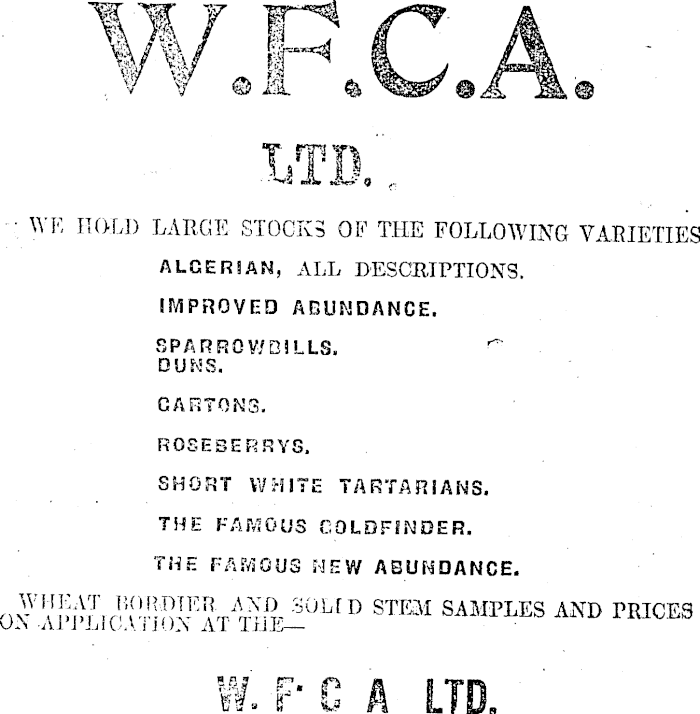 W.F.C.A.
LTD.
WE HOLD LARGE STOCKS OF THE FOLLOWING VARIETIES
ALGERIAN, ALL DESCRIPTIONS.
IMPROVED ABUNDANCE.
SPARROWBILLS.
DUNS.
GARTONS.
ROSEBERRYS.
SHORT WHITE TARTARIANS.
THE FAMOUS GOLDFINDER.
THE FAMOUS NEW ABUNDANCE.
WHEAT BORDIER AND SOLID STEM SAMPLES AND PRICES
ON APPLICATION AT THE—
W. F. C A LTD.